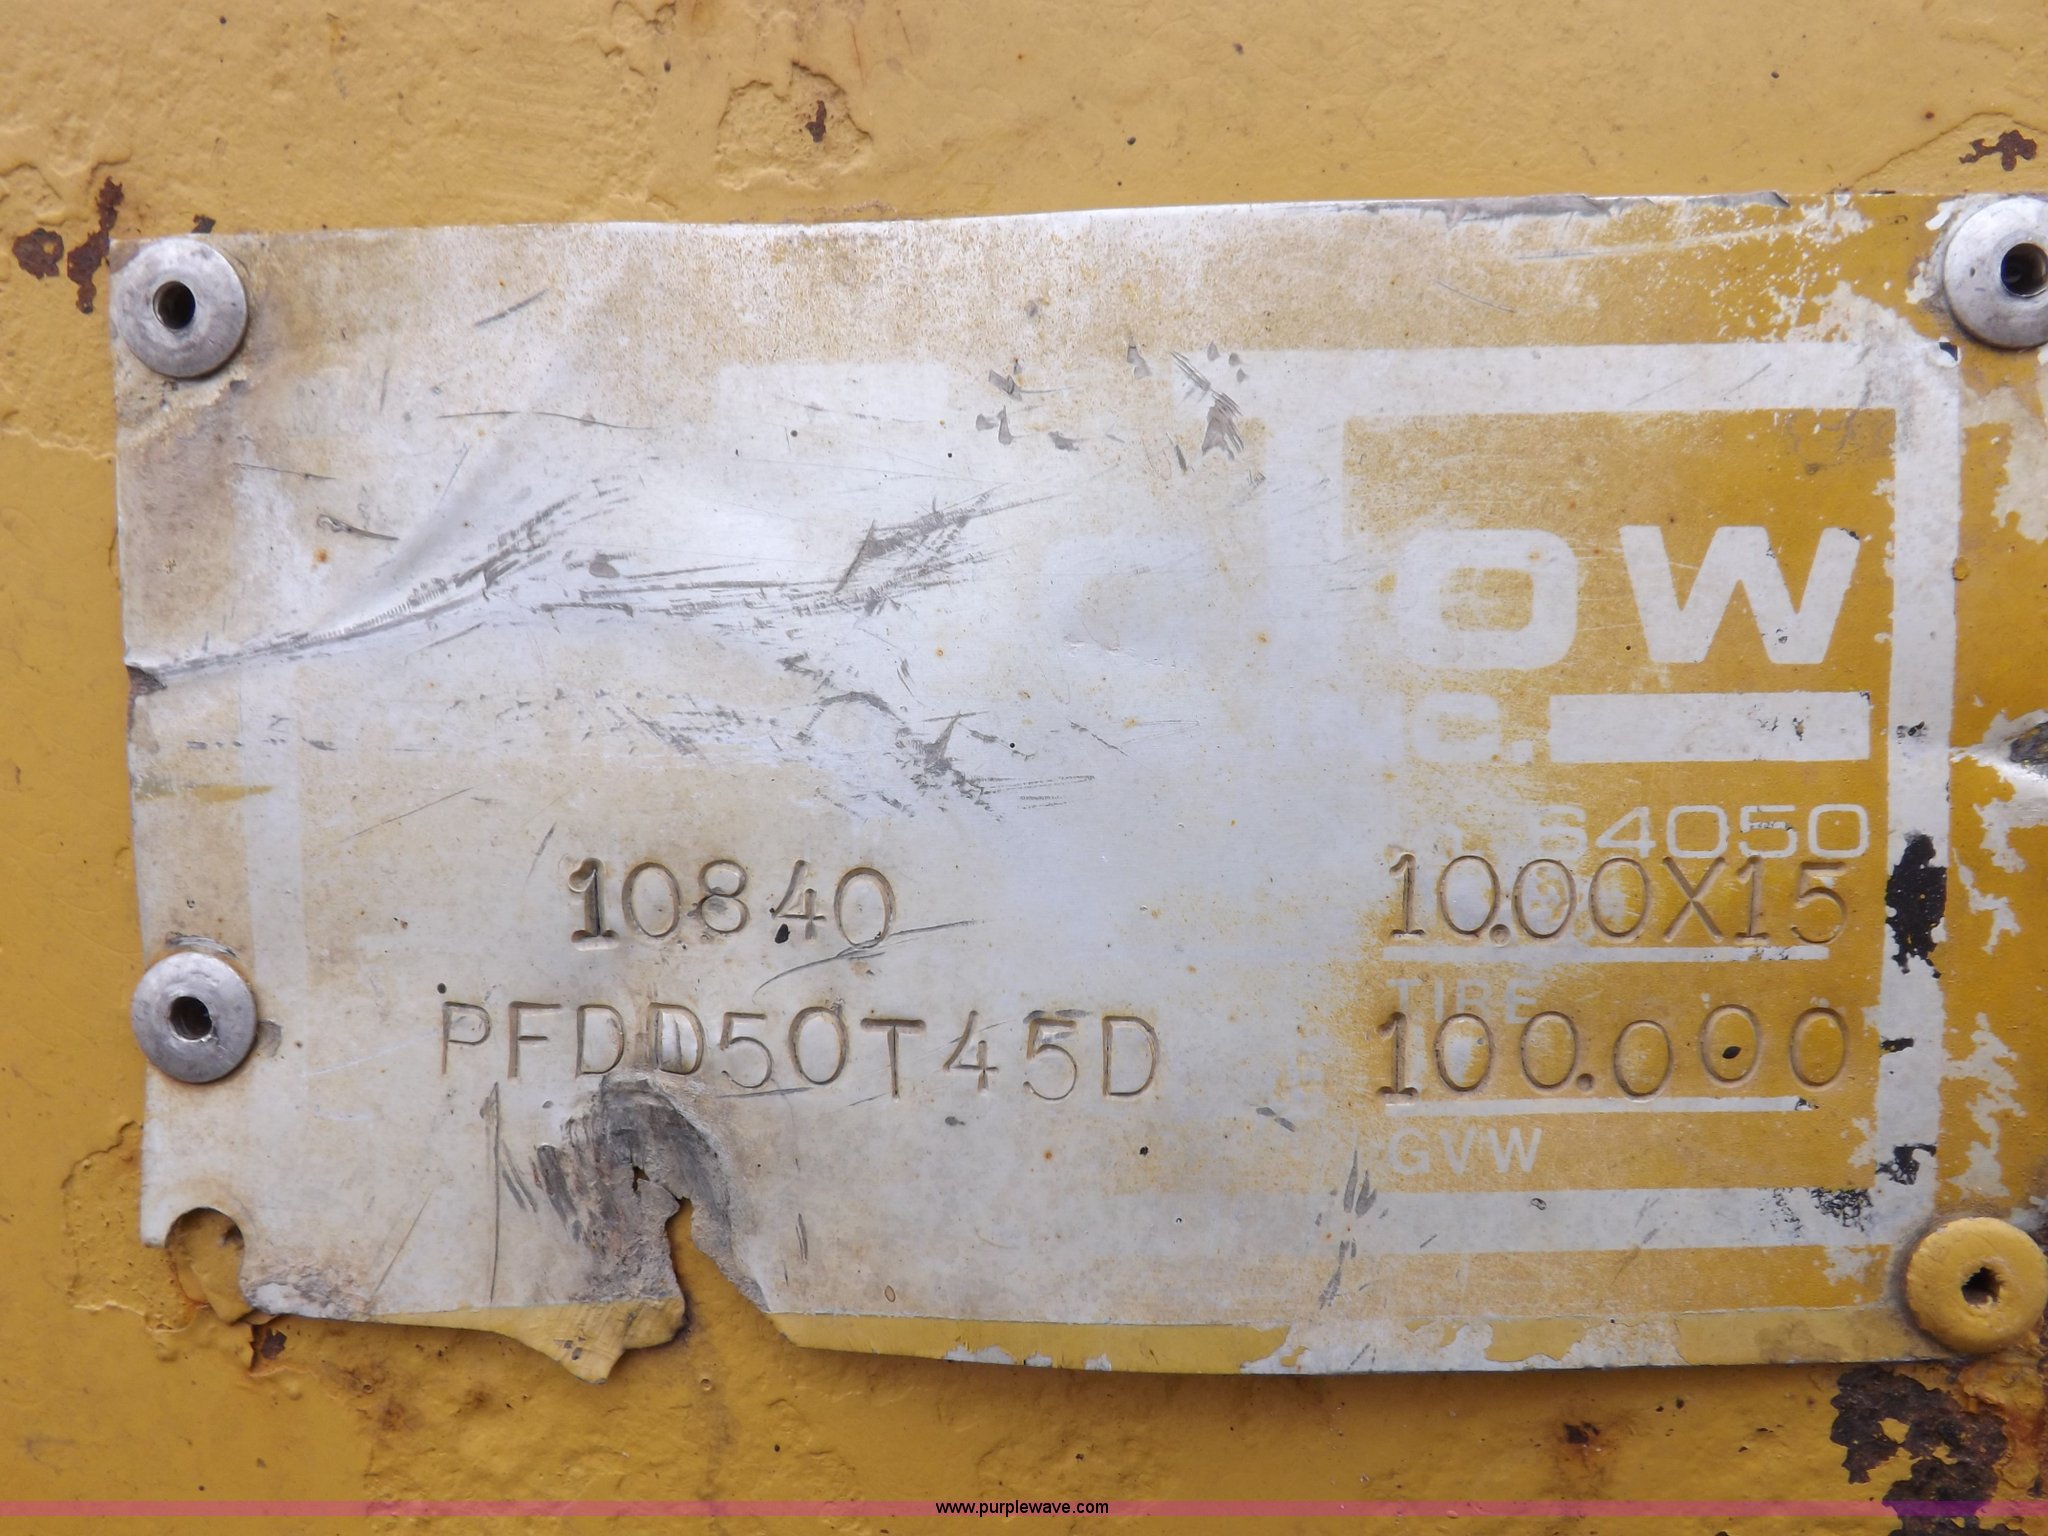 OW
C.
64050
10840 10.00X15
TIRE
PFDD50T45D 100.000
GVW
www.purplewave.com